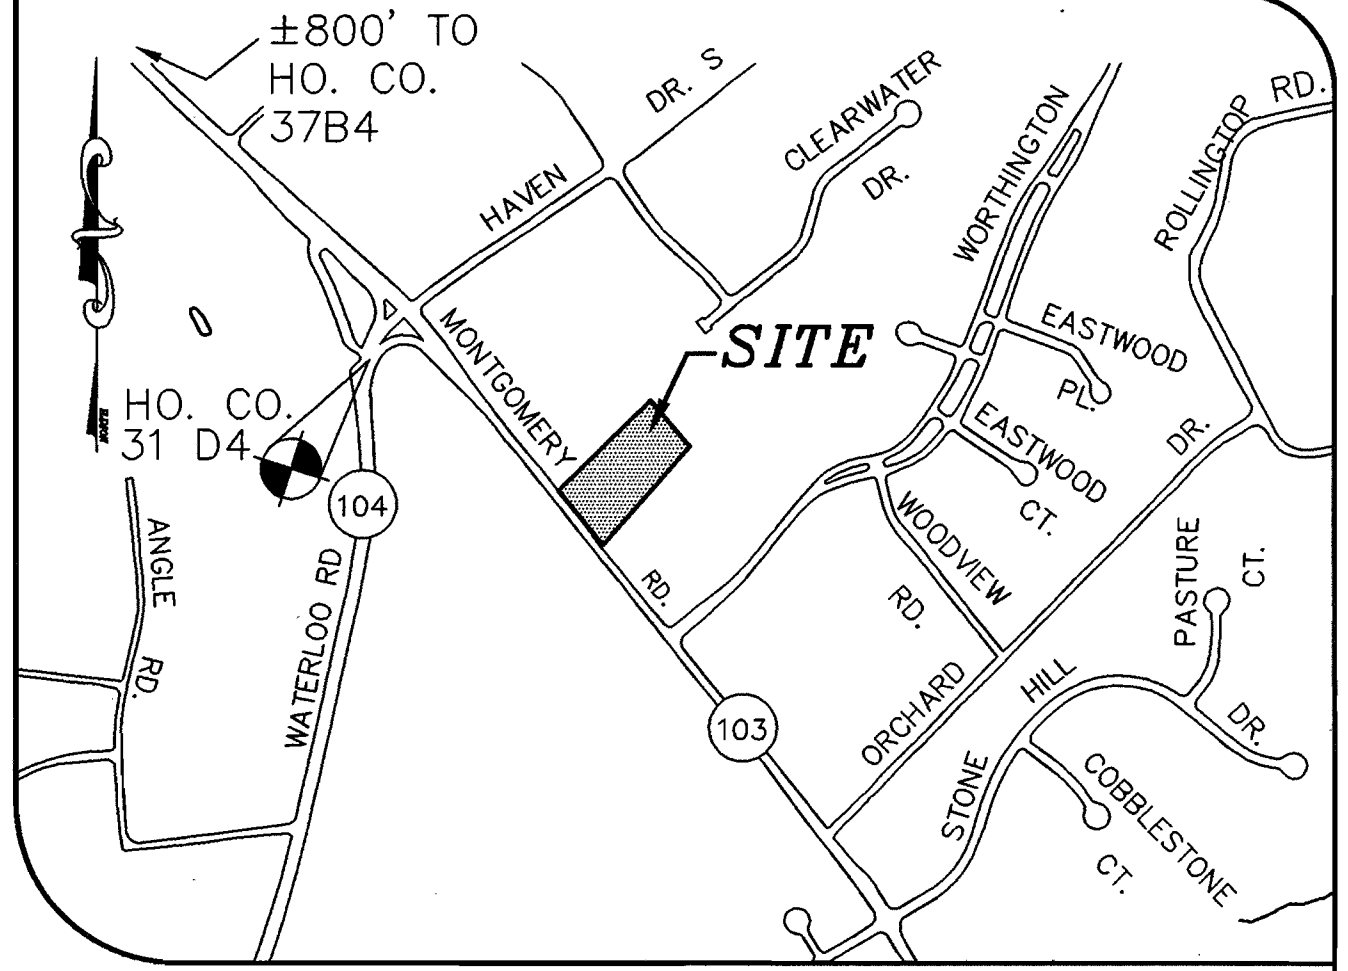 ±800' TO
HO. CO.
37B4
DR. S
CLEARWATER
DR.
HAVEN
WORTHINGTON
ROLLINGTOP
RD.
MONTGOMERY
RD.
SITE
EASTWOOD
PL.
EASTWOOD
CT.
HO. CO.
31 D4
104
ANGLE
RD.
WATERLOO RD
WOODVIEW
RD.
ORCHARD
DR.
PASTURE
CT.
103
STONE
HILL
DR.
COBBLESTONE
CT.